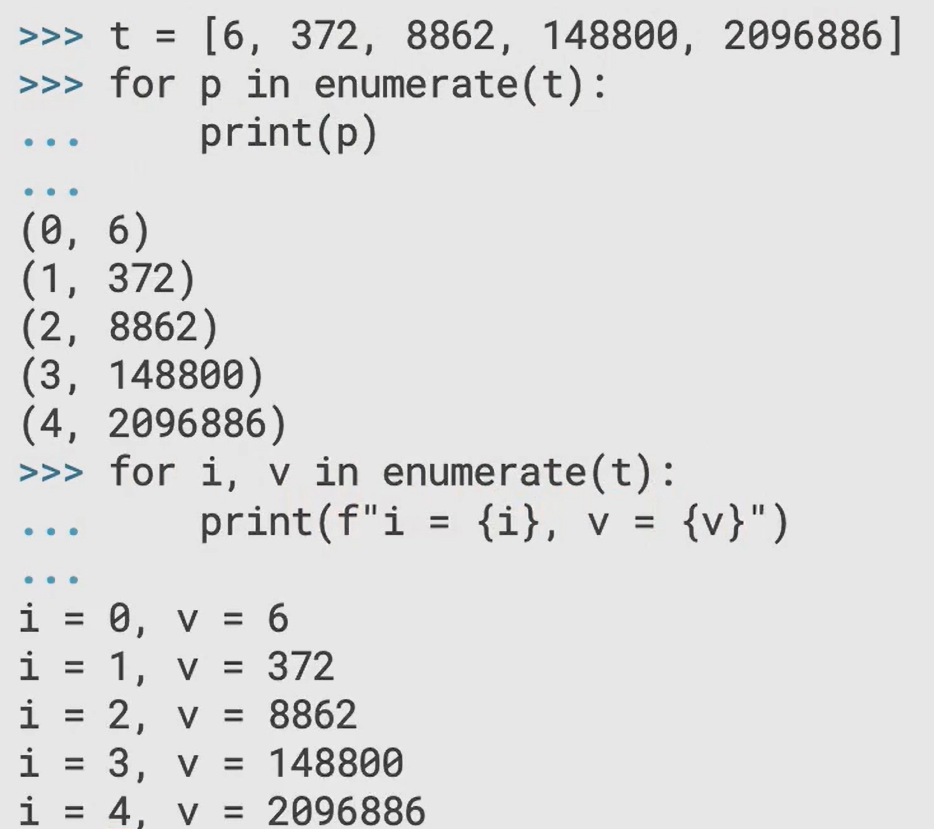 >>> t = [6, 372, 8862, 148800, 2096886]
>>> for p in enumerate(t):
...     print(p)
...
(0, 6)
(1, 372)
(2, 8862)
(3, 148800)
(4, 2096886)
>>> for i, v in enumerate(t):
...     print(f"i = {i}, v = {v}")
...
i = 0, v = 6
i = 1, v = 372
i = 2, v = 8862
i = 3, v = 148800
i = 4, v = 2096886